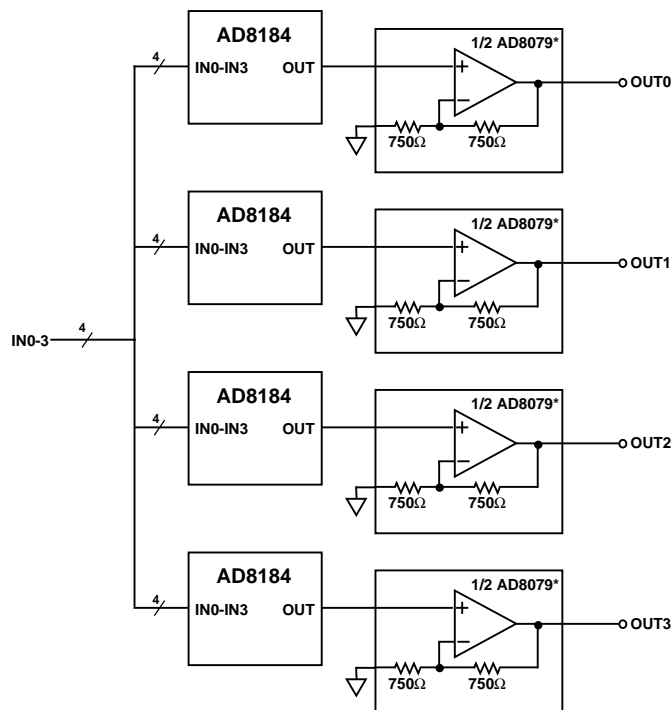 AD8184
1/2 AD8079*
4
IN0-IN3 OUT
+
OUT0
–
750Ω 750Ω
AD8184
1/2 AD8079*
4
IN0-IN3 OUT
+
OUT1
–
750Ω 750Ω
4
IN0-3
AD8184
1/2 AD8079*
4
IN0-IN3 OUT
+
OUT2
–
750Ω 750Ω
AD8184
1/2 AD8079*
4
IN0-IN3 OUT
+
OUT3
–
750Ω 750Ω